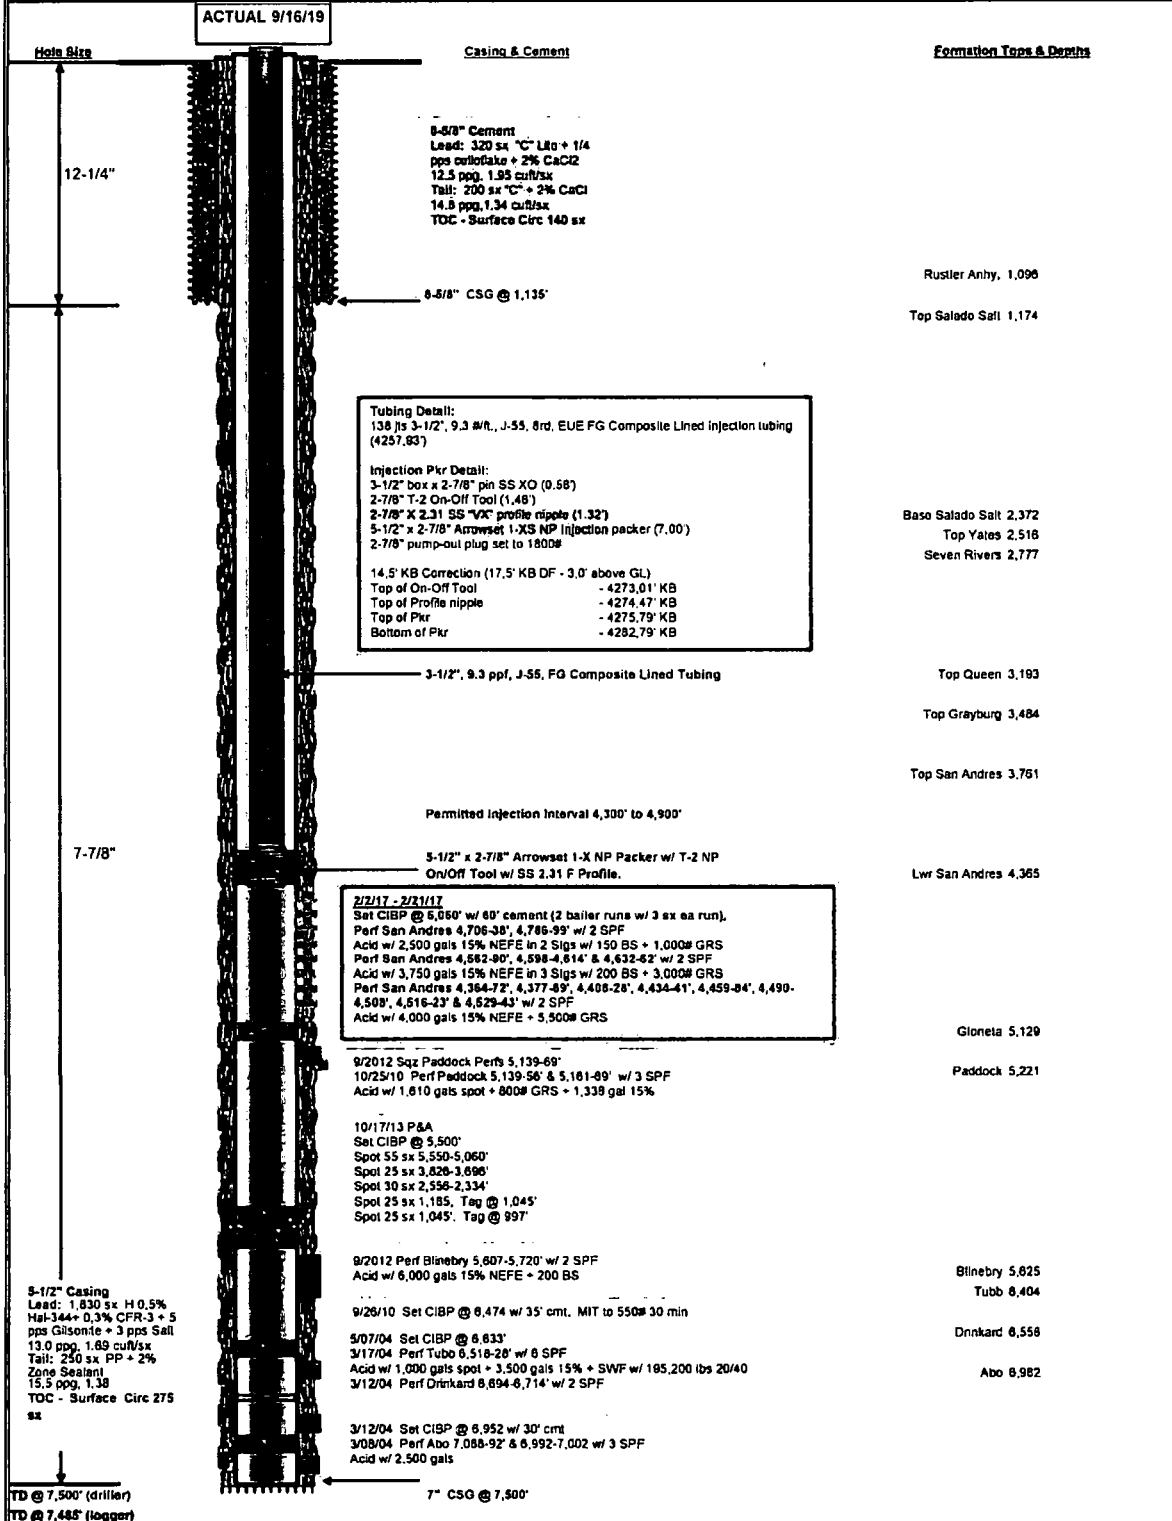 ACTUAL 9/16/19
Hole Size
Casing & Cement
Formation Tops & Depths
12-1/4"
8-5/8" Cement
Lead: 320 sx "C" Lite + 1/4
pps celloflake + 2% CaCl2
12.5 ppg, 1.95 cuft/sx
Tail: 200 sx "C" + 2% CaCl
14.8 ppg, 1.34 cuft/sx
TOC - Surface Circ 140 sx
Rustler Anhy, 1,096
8-5/8" CSG @ 1,135'
Top Salado Salt 1,174
Tubing Detail:
138 jts 3-1/2", 9.3 #/ft., J-55, 8rd, EUE FG Composite Lined injection tubing
(4257.93')
Injection Pkr Detail:
3-1/2" box x 2-7/8" pin SS XO (0.58')
2-7/8" T-2 On-Off Tool (1.46')
2-7/8" X 2.31 SS "VX" profile nipple (1.32')
5-1/2" x 2-7/8" Arrowset 1-XS NP Injection packer (7.00')
2-7/8" pump-out plug set to 1800#
14.5' KB Correction (17.5' KB DF - 3.0' above GL)
Top of On-Off Tool - 4273.01' KB
Top of Profile nipple - 4274.47' KB
Top of Pkr - 4275.79' KB
Bottom of Pkr - 4282.79' KB
Base Salado Salt 2,372
Top Yates 2,516
Seven Rivers 2,777
3-1/2", 9.3 ppf, J-55, FG Composite Lined Tubing
Top Queen 3,193
Top Grayburg 3,484
Top San Andres 3,761
Permitted Injection Interval 4,300' to 4,900'
7-7/8"
5-1/2" x 2-7/8" Arrowset 1-X NP Packer w/ T-2 NP
On/Off Tool w/ SS 2.31 F Profile.
Lwr San Andres 4,365
2/2/17 - 2/21/17
Set CIBP @ 5,050' w/ 60' cement (2 bailer runs w/ 3 sx ea run).
Perf San Andres 4,706-38', 4,786-99' w/ 2 SPF
Acid w/ 2,500 gals 15% NEFE in 2 Stgs w/ 150 BS + 1,000# GRS
Perf San Andres 4,562-90', 4,598-4,614' & 4,632-62' w/ 2 SPF
Acid w/ 3,750 gals 15% NEFE in 3 Stgs w/ 200 BS + 3,000# GRS
Perf San Andres 4,364-72', 4,377-89', 4,408-28', 4,434-41', 4,459-84', 4,490-
4,508', 4,516-23' & 4,529-43' w/ 2 SPF
Acid w/ 4,000 gals 15% NEFE + 5,500# GRS
Glorieta 5,129
9/2012 Sqz Paddock Perfs 5,139-69'
10/25/10 Perf Paddock 5,139-56' & 5,161-69' w/ 3 SPF
Acid w/ 1,610 gals spot + 800# GRS + 1,339 gal 15%
Paddock 5,221
10/17/13 P&A
Set CIBP @ 5,500'
Spot 55 sx 5,550-5,060'
Spot 25 sx 3,826-3,696'
Spot 30 sx 2,556-2,334'
Spot 25 sx 1,185, Tag @ 1,045'
Spot 25 sx 1,045'. Tag @ 997'
9/2012 Perf Blinebry 5,607-5,720' w/ 2 SPF
Acid w/ 6,000 gals 15% NEFE + 200 BS
Blinebry 5,625
Tubb 6,404
9/26/10 Set CIBP @ 6,474 w/ 35' cmt. MIT to 550# 30 min
Drinkard 6,556
5/07/04 Set CIBP @ 6,633'
3/17/04 Perf Tubb 6,518-28' w/ 6 SPF
Acid w/ 1,000 gals spot + 3,500 gals 15% + SWF w/ 195,200 lbs 20/40
3/12/04 Perf Drinkard 6,694-6,714' w/ 2 SPF
Abo 6,982
5-1/2" Casing
Lead: 1,830 sx H 0.5%
Hal-344+ 0.3% CFR-3 + 5
pps Gilsonite + 3 pps Salt
13.0 ppg, 1.69 cuft/sx
Tail: 250 sx PP + 2%
Zone Sealant
15.5 ppg, 1.38
TOC - Surface Circ 275
sx
3/12/04 Set CIBP @ 6,952 w/ 30' cmt
3/08/04 Perf Abo 7,088-92' & 6,992-7,002 w/ 3 SPF
Acid w/ 2,500 gals
7" CSG @ 7,500'
TD @ 7,500' (driller)
TD @ 7,485' (logger)